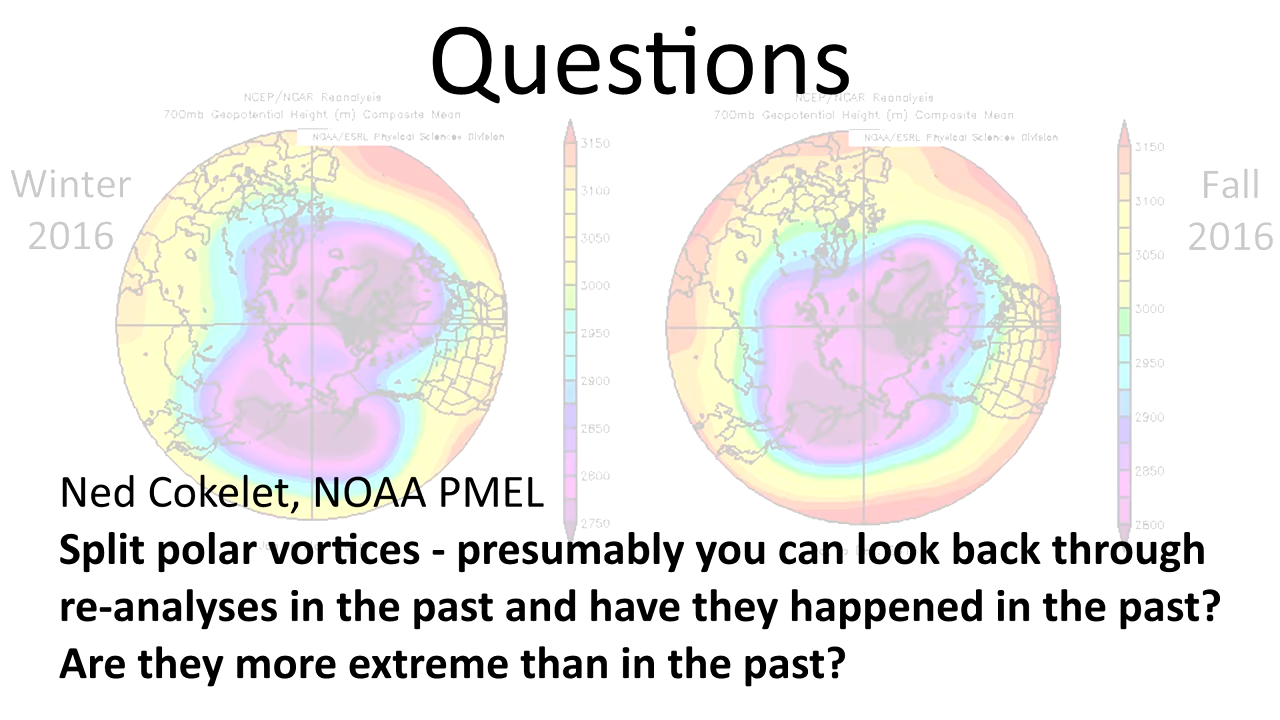 Questions
NCEP/NCAR Reanalysis
700mb Geopotential Height (m) Composite Mean
NOAA/ESRL Physical Sciences Division
Winter
2016
3150
3100
3050
3000
2950
2900
2850
2800
2750
NCEP/NCAR Reanalysis
700mb Geopotential Height (m) Composite Mean
NOAA/ESRL Physical Sciences Division
3150
3100
3050
3000
2950
2900
2850
2800
Fall
2016
Ned Cokelet, NOAA PMEL
Split polar vortices - presumably you can look back through
re-analyses in the past and have they happened in the past?
Are they more extreme than in the past?